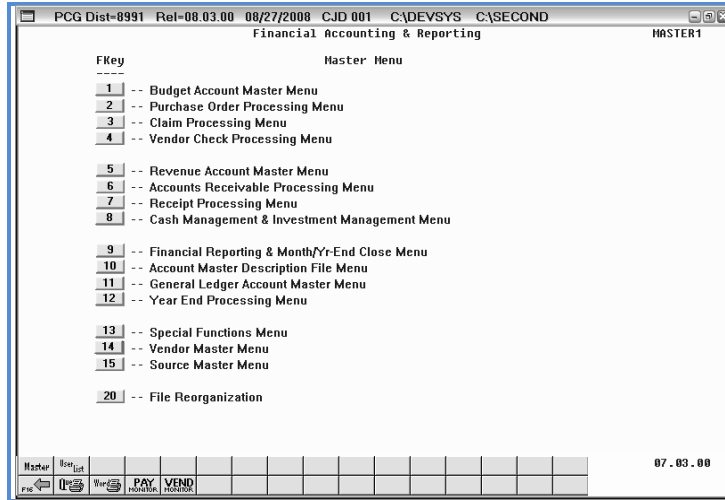 PCG Dist=8991 Rel=08.03.00 08/27/2008 CJD 001 C:\DEVSYS C:\SECOND
Financial Accounting & Reporting MASTER1
FKey Master Menu
----
1 -- Budget Account Master Menu
2 -- Purchase Order Processing Menu
3 -- Claim Processing Menu
4 -- Vendor Check Processing Menu
5 -- Revenue Account Master Menu
6 -- Accounts Receivable Processing Menu
7 -- Receipt Processing Menu
8 -- Cash Management & Investment Management Menu
9 -- Financial Reporting & Month/Yr-End Close Menu
10 -- Account Master Description File Menu
11 -- General Ledger Account Master Menu
12 -- Year End Processing Menu
13 -- Special Functions Menu
14 -- Vendor Master Menu
15 -- Source Master Menu
20 -- File Reorganization
Master User List 07.03.00
F16 Que Word PAY MONITOR VEND MONITOR